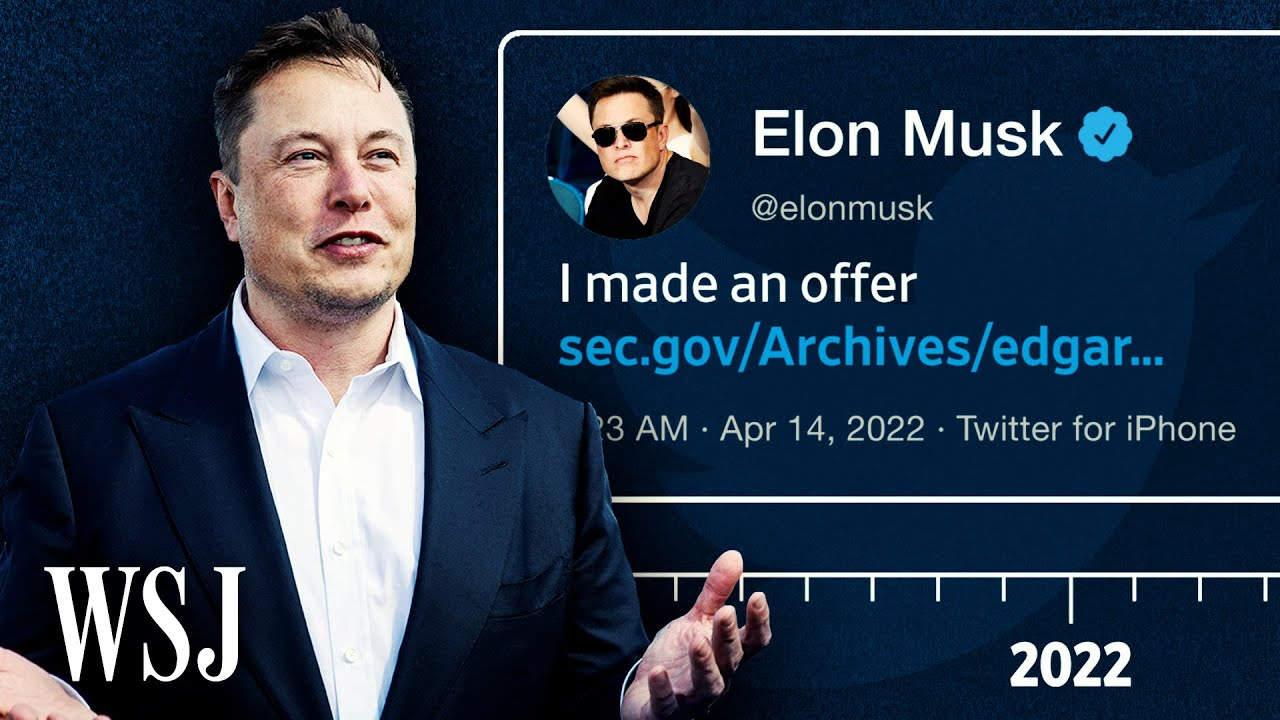 Elon Musk
@elonmusk
I made an offer
sec.gov/Archives/edgar...
23 AM · Apr 14, 2022 · Twitter for iPhone
WSJ
2022